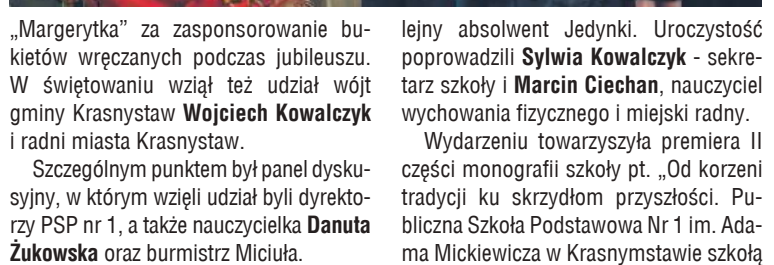 „Margerytka” za zasponsorowanie bu-
kietów wręczanych podczas jubileuszu.
W świętowaniu wziął też udział wójt
gminy Krasnystaw Wojciech Kowalczyk
i radni miasta Krasnystaw.
Szczególnym punktem był panel dysku-
syjny, w którym wzięli udział byli dyrekto-
rzy PSP nr 1, a także nauczycielka Danuta
Żukowska oraz burmistrz Miciuła.
lejny absolwent Jedynki. Uroczystość
poprowadzili Sylwia Kowalczyk - sekre-
tarz szkoły i Marcin Ciechan, nauczyciel
wychowania fizycznego i miejski radny.
Wydarzeniu towarzyszyła premiera II
części monografii szkoły pt. „Od korzeni
tradycji ku skrzydłom przyszłości. Pu-
bliczna Szkoła Podstawowa Nr 1 im. Ada-
ma Mickiewicza w Krasnymstawie szkołą